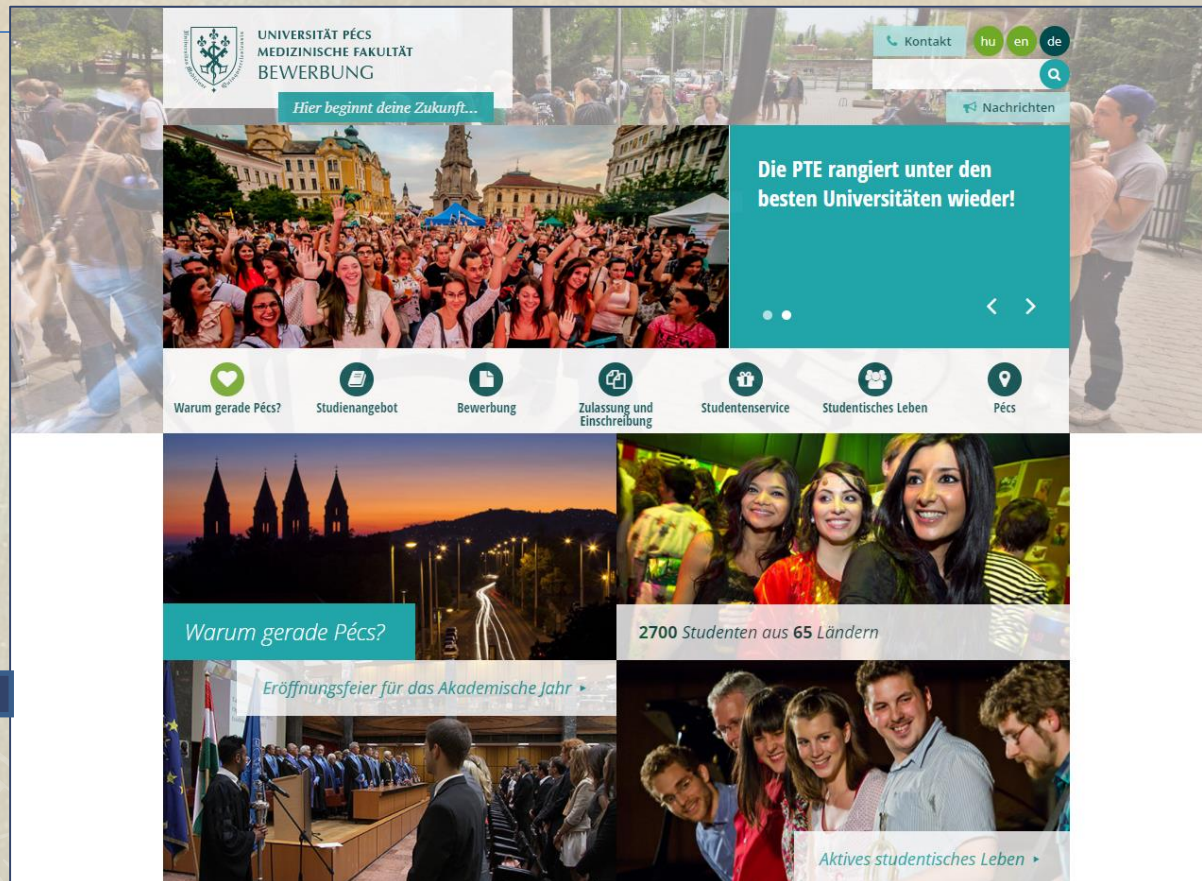 UNIVERSITÄT PÉCS
MEDIZINISCHE FAKULTÄT
BEWERBUNG
Hier beginnt deine Zukunft...
Kontakt
hu en de
Nachrichten
Die PTE rangiert unter den
besten Universitäten wieder!
Warum gerade Pécs?
Studienangebot
Bewerbung
Zulassung und
Einschreibung
Studentenservice
Studentisches Leben
Pécs
Warum gerade Pécs?
2700 Studenten aus 65 Ländern
Eröffnungsfeier für das Akademische Jahr
Aktives studentisches Leben